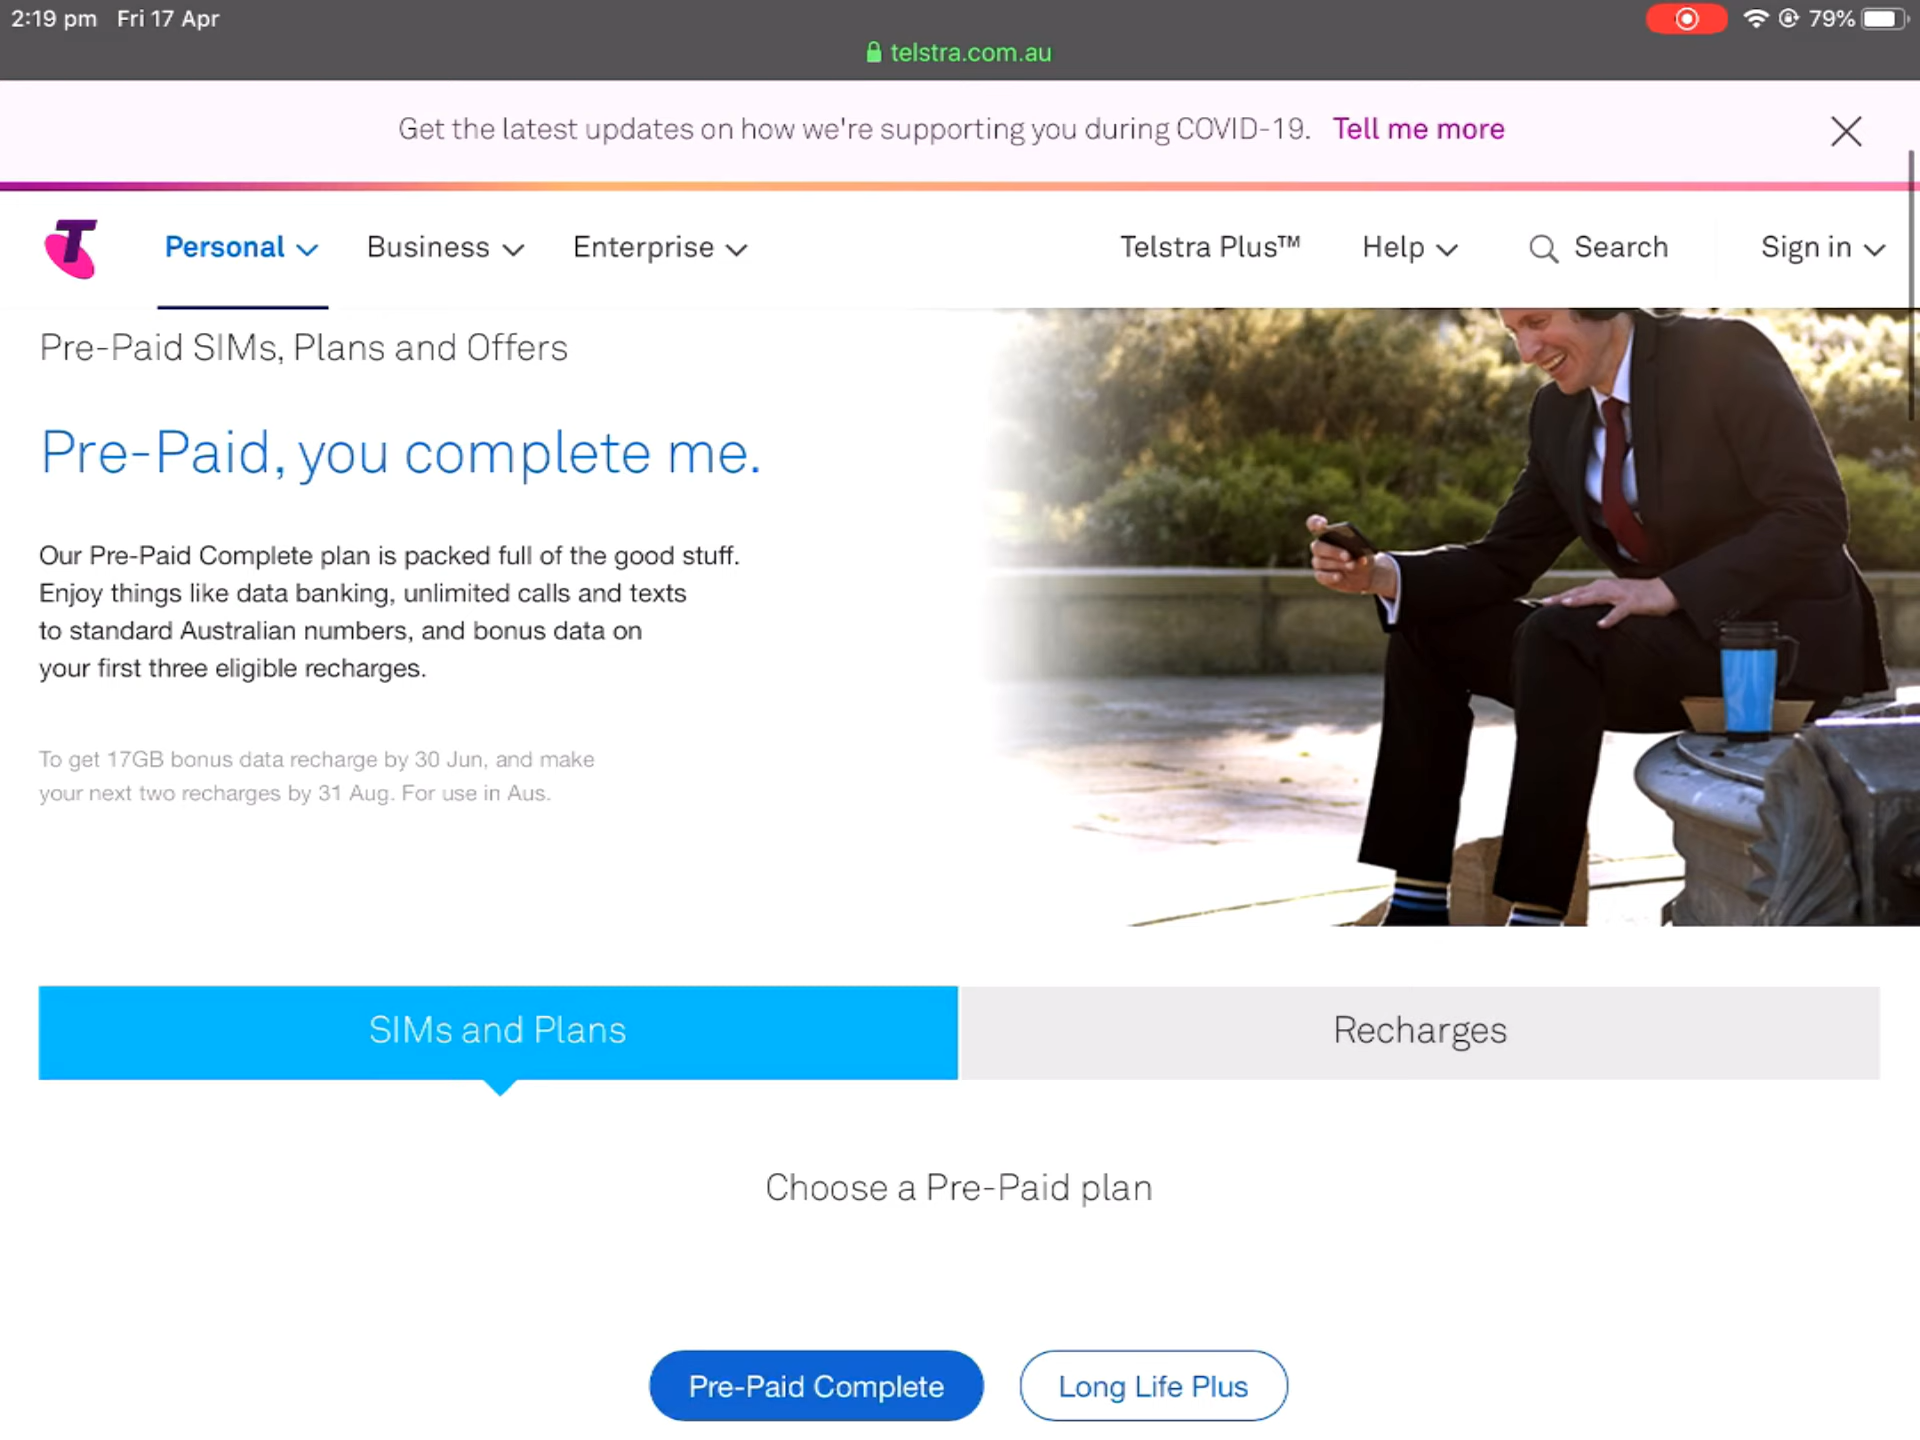 2:19 pm Fri 17 Apr
79%
telstra.com.au
Get the latest updates on how we're supporting you during COVID-19. Tell me more
T
Personal Business Enterprise Telstra Plus™ Help Search Sign in
Pre-Paid SIMs, Plans and Offers
Pre-Paid, you complete me.
Our Pre-Paid Complete plan is packed full of the good stuff.
Enjoy things like data banking, unlimited calls and texts
to standard Australian numbers, and bonus data on
your first three eligible recharges.
To get 17GB bonus data recharge by 30 Jun, and make
your next two recharges by 31 Aug. For use in Aus.
SIMs and Plans Recharges
Choose a Pre-Paid plan
Pre-Paid Complete Long Life Plus